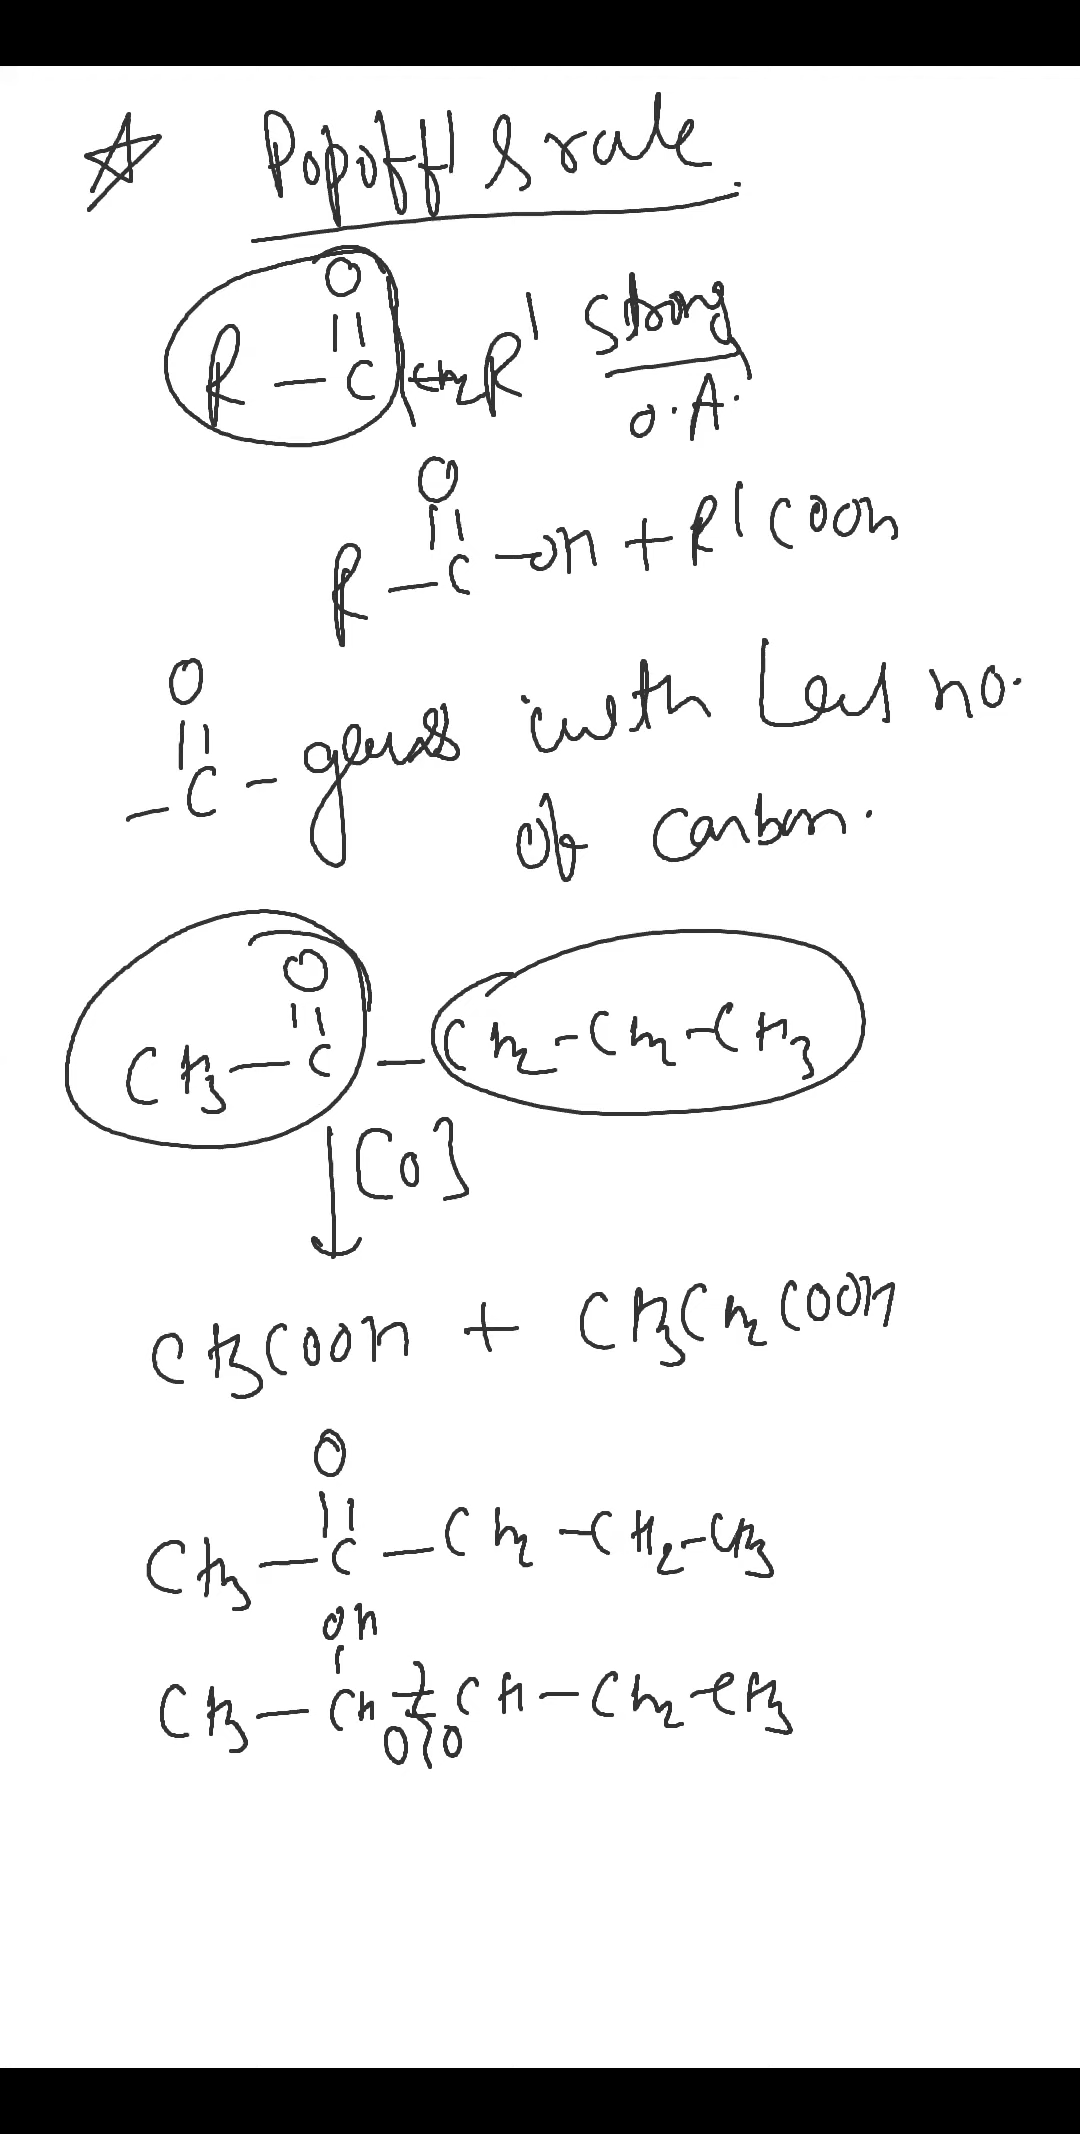 ☆ Popoff's rule
O
||
R – C – CH2 R' Strong
O.A.
O
||
R – C – OH + R'COOH
O
||
– C – goes with Less no.
of carbon.
O
||
CH3 – C – CH2 – CH2 – CH3
↓ [O]
CH3COOH + CH3CH2COOH
O
||
CH3 – C – CH2 – CH2 – CH3
OH
|
CH3 – CH = CH – CH2 – CH3
O O